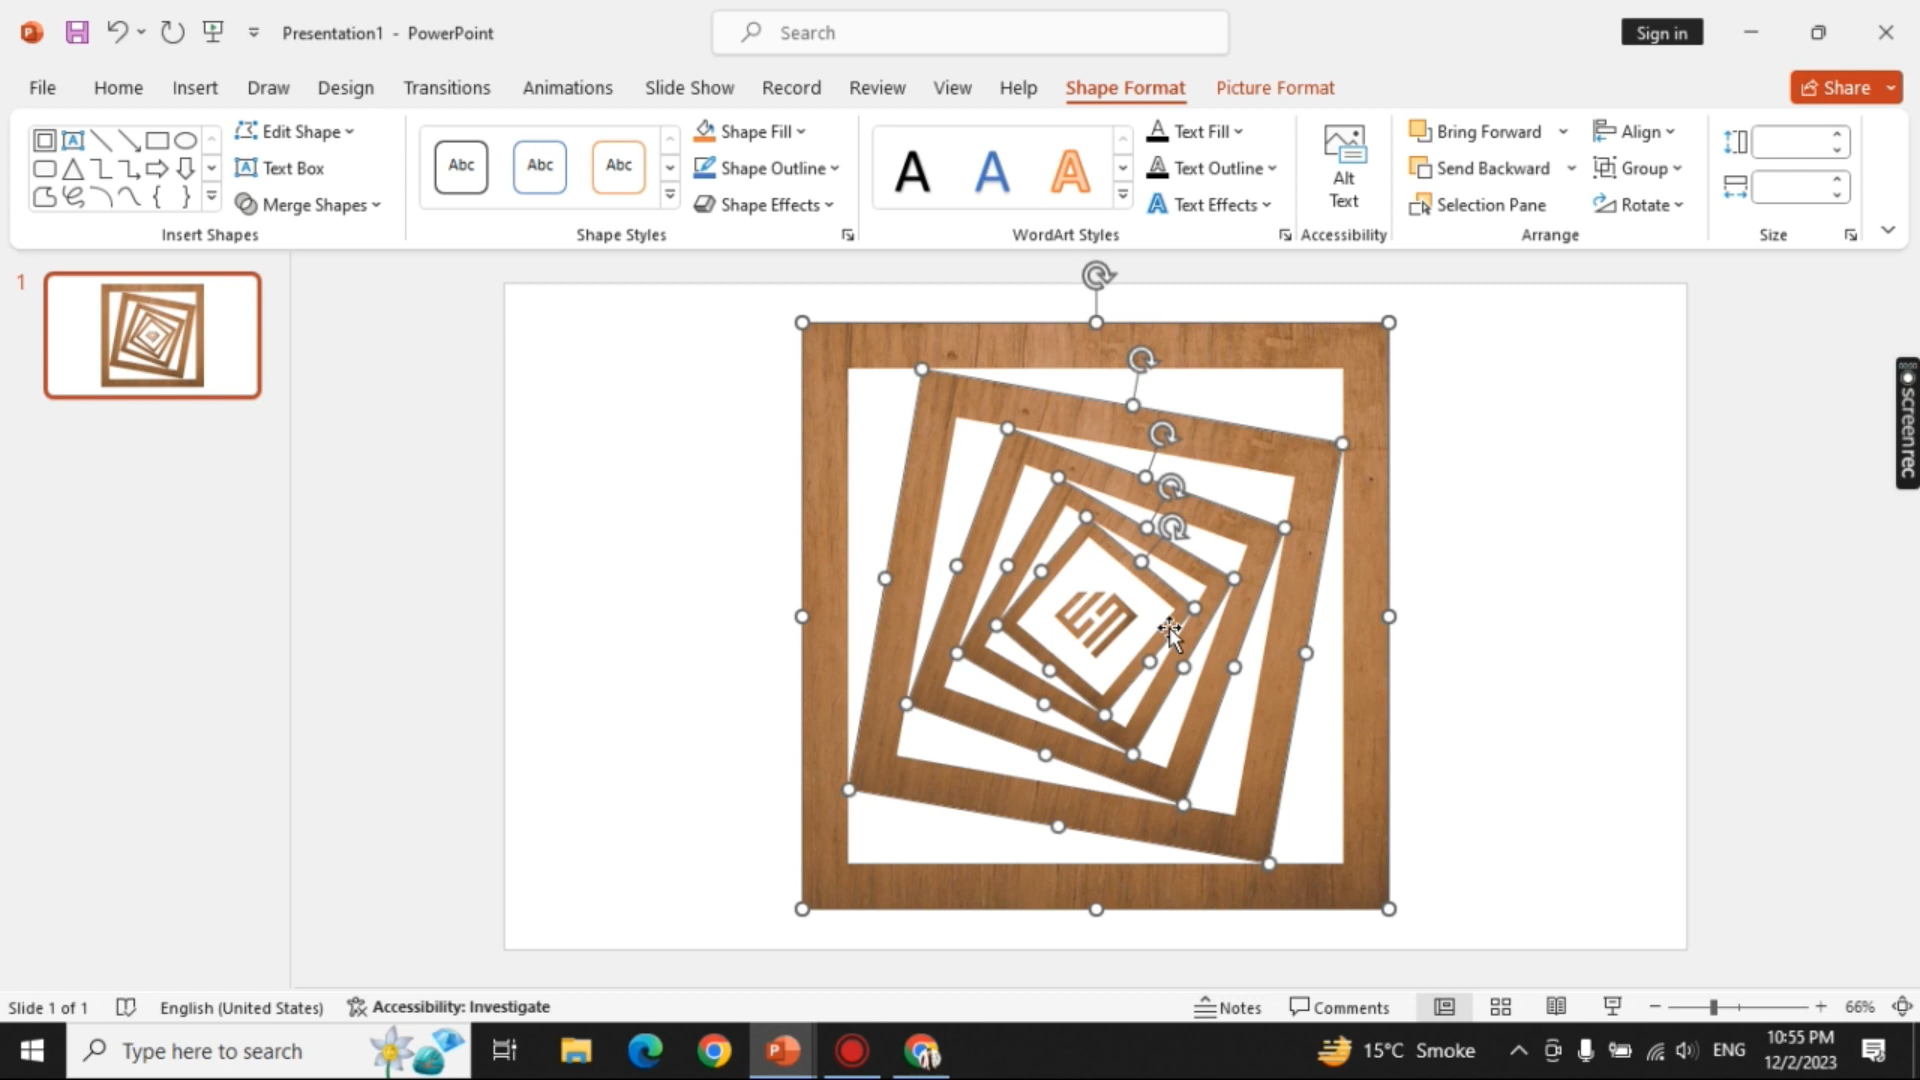 Presentation1 - PowerPoint
Search
Sign in
File Home Insert Draw Design Transitions Animations Slide Show Record Review View Help Shape Format Picture Format
Share
Edit Shape
Text Box
Merge Shapes
Insert Shapes
Abc Abc Abc
Shape Fill
Shape Outline
Shape Effects
Shape Styles
A A A
Text Fill
Text Outline
Text Effects
WordArt Styles
Alt
Text
Accessibility
Bring Forward
Send Backward
Selection Pane
Align
Group
Rotate
Arrange
Size
1
screenrec
Slide 1 of 1
English (United States)
Accessibility: Investigate
Notes
Comments
66%
Type here to search
15°C Smoke
ENG
10:55 PM
12/2/2023